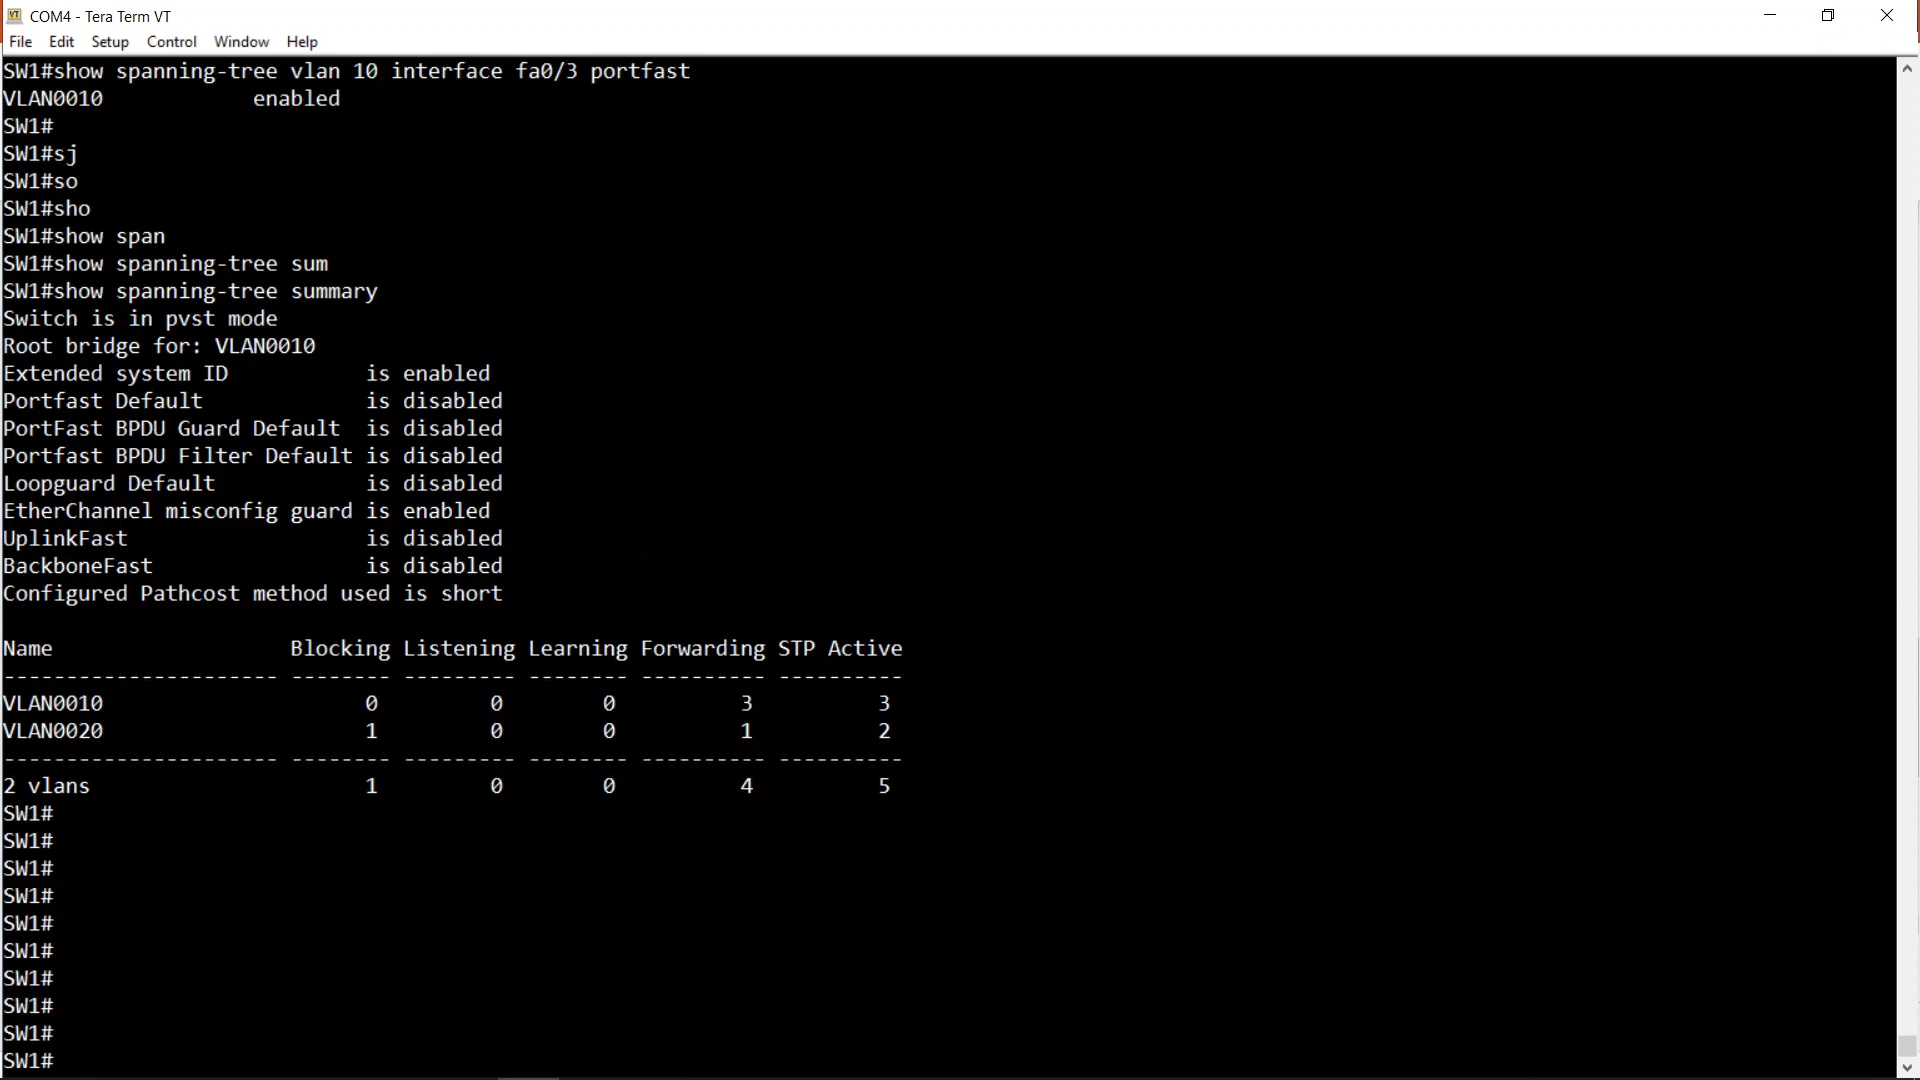 COM4 - Tera Term VT
File Edit Setup Control Window Help
SW1#show spanning-tree vlan 10 interface fa0/3 portfast
VLAN0010            enabled
SW1#
SW1#sj
SW1#so
SW1#sho
SW1#show span
SW1#show spanning-tree sum
SW1#show spanning-tree summary
Switch is in pvst mode
Root bridge for: VLAN0010
Extended system ID           is enabled
Portfast Default             is disabled
PortFast BPDU Guard Default  is disabled
Portfast BPDU Filter Default is disabled
Loopguard Default            is disabled
EtherChannel misconfig guard is enabled
UplinkFast                   is disabled
BackboneFast                 is disabled
Configured Pathcost method used is short
Name                   Blocking Listening Learning Forwarding STP Active
---------------------- -------- --------- -------- ---------- ----------
VLAN0010                     0         0        0          3          3
VLAN0020                     1         0        0          1          2
---------------------- -------- --------- -------- ---------- ----------
2 vlans                      1         0        0          4          5
SW1#
SW1#
SW1#
SW1#
SW1#
SW1#
SW1#
SW1#
SW1#
SW1#